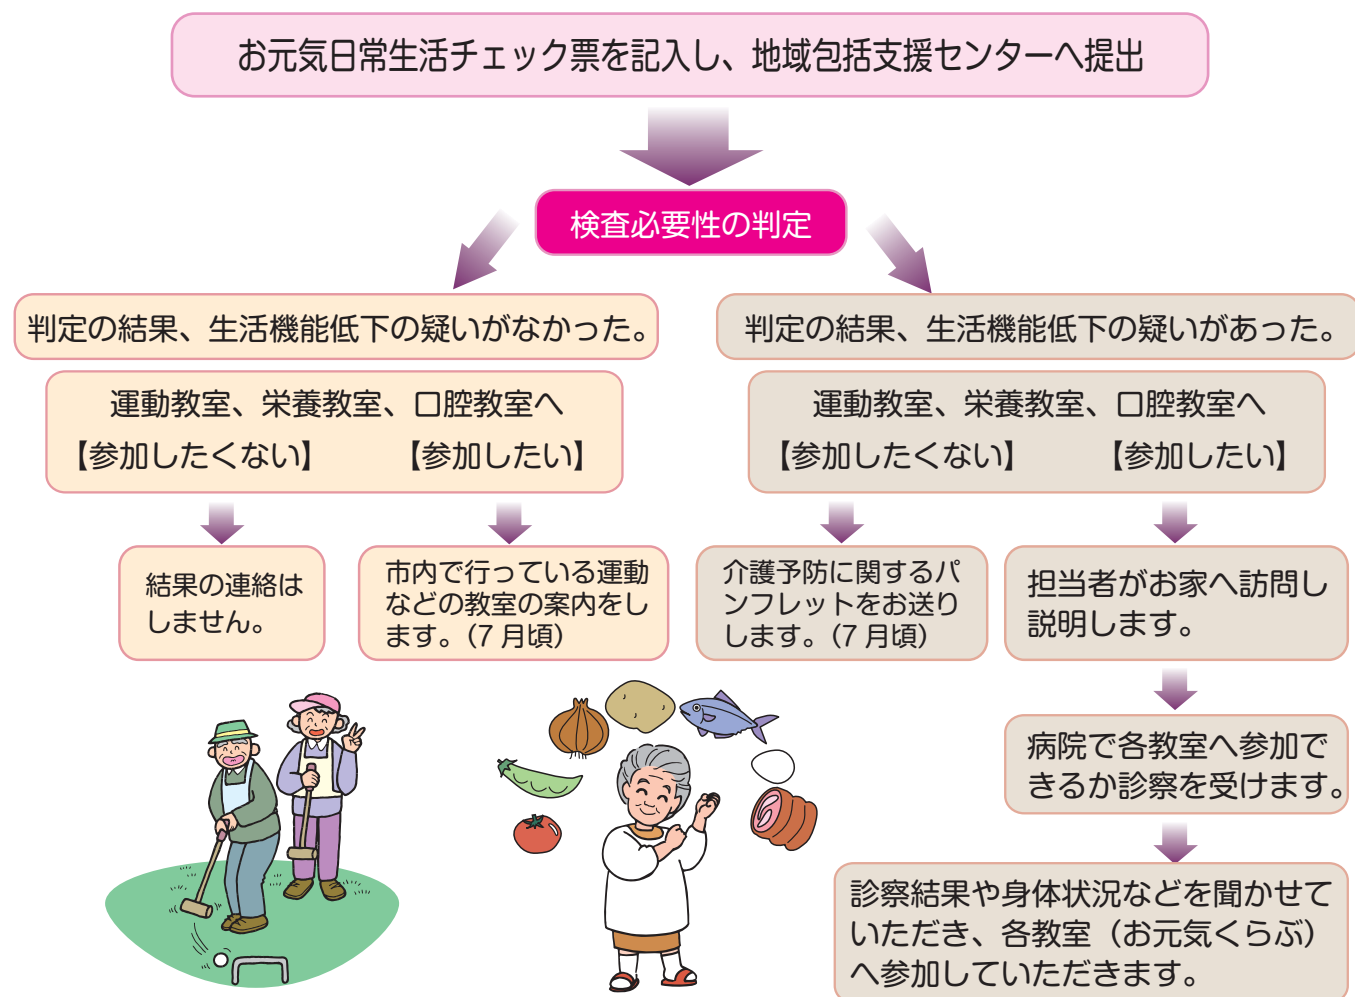 お元気日常生活チェック票を記入し、地域包括支援センターへ提出
検査必要性の判定
判定の結果、生活機能低下の疑いがなかった。
運動教室、栄養教室、口腔教室へ
【参加したくない】 【参加したい】
結果の連絡は
しません。
市内で行っている運動
などの教室の案内をし
ます。（7月頃）
判定の結果、生活機能低下の疑いがあった。
運動教室、栄養教室、口腔教室へ
【参加したくない】 【参加したい】
介護予防に関するパ
ンフレットをお送り
します。（7月頃）
担当者がお家へ訪問し
説明します。
病院で各教室へ参加で
きるか診察を受けます。
診察結果や身体状況などを聞かせて
いただき、各教室（お元気くらぶ）
へ参加していただきます。